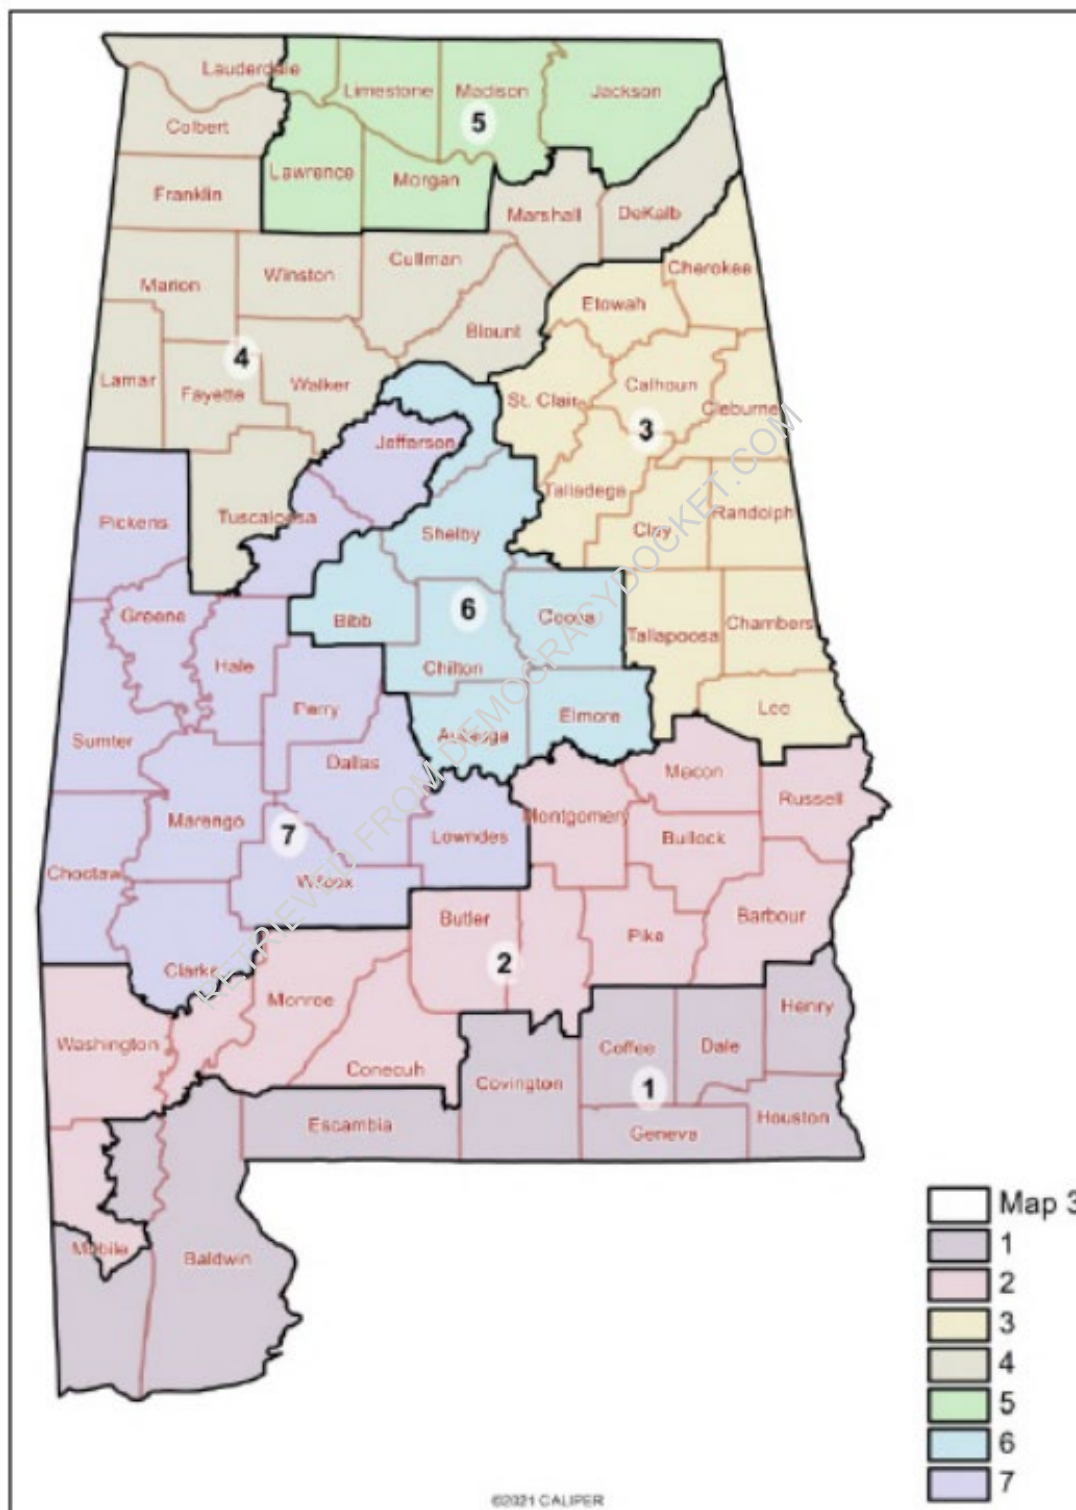 Lauderdale
Limestone
Madison
Jackson
5
Colbert
Lawrence
Morgan
Franklin
Marshall
DeKalb
Cullman
Winston
Cherokee
Marion
Etowah
Blount
4
Lamar
Fayette
Walker
St. Clair
Calhoun
Cleburne
3
Jefferson
Talladega
Pickens
Tuscaloosa
Shelby
Clay
Randolph
Greene
Bibb
6
Coosa
Tallapoosa
Chambers
Hale
Chilton
Perry
Autauga
Elmore
Lee
Sumter
Dallas
Macon
Russell
Marengo
7
Lowndes
Montgomery
Bullock
Choctaw
Wilcox
Butler
Pike
Barbour
Clarke
2
Monroe
Washington
Conecuh
Covington
Coffee
Dale
Henry
1
Escambia
Geneva
Houston
Mobile
Baldwin
RETRIEVED FROM DEMOCRACYDOCKET.COM
Map 3
1
2
3
4
5
6
7
©2021 CALIPER